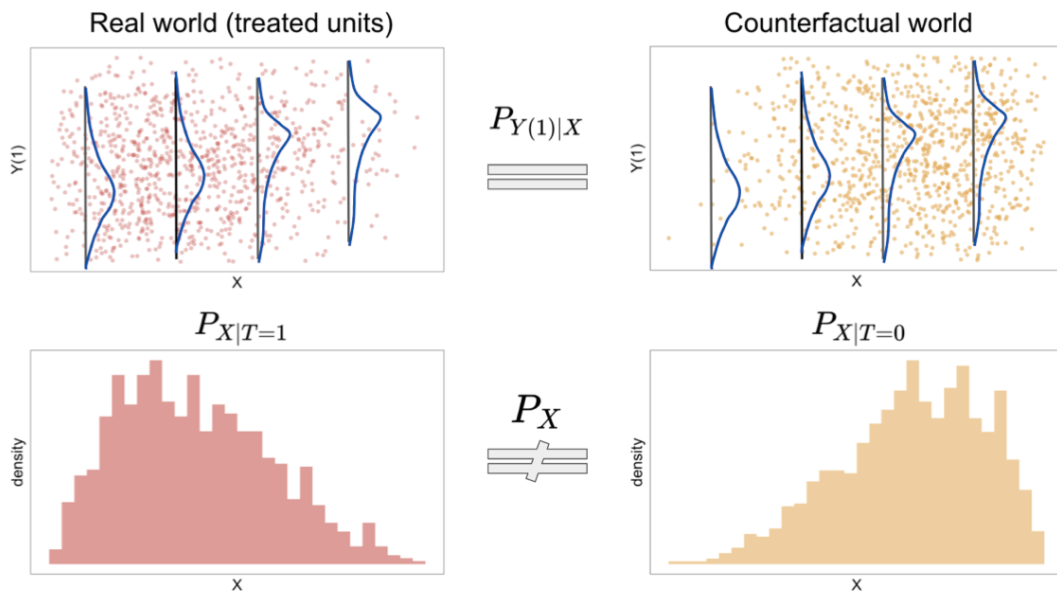 Real world (treated units)
Counterfactual world
Y(1)
X
P_{Y(1)|X}
Y(1)
X
P_{X|T=1}
P_{X|T=0}
density
X
P_X
density
X